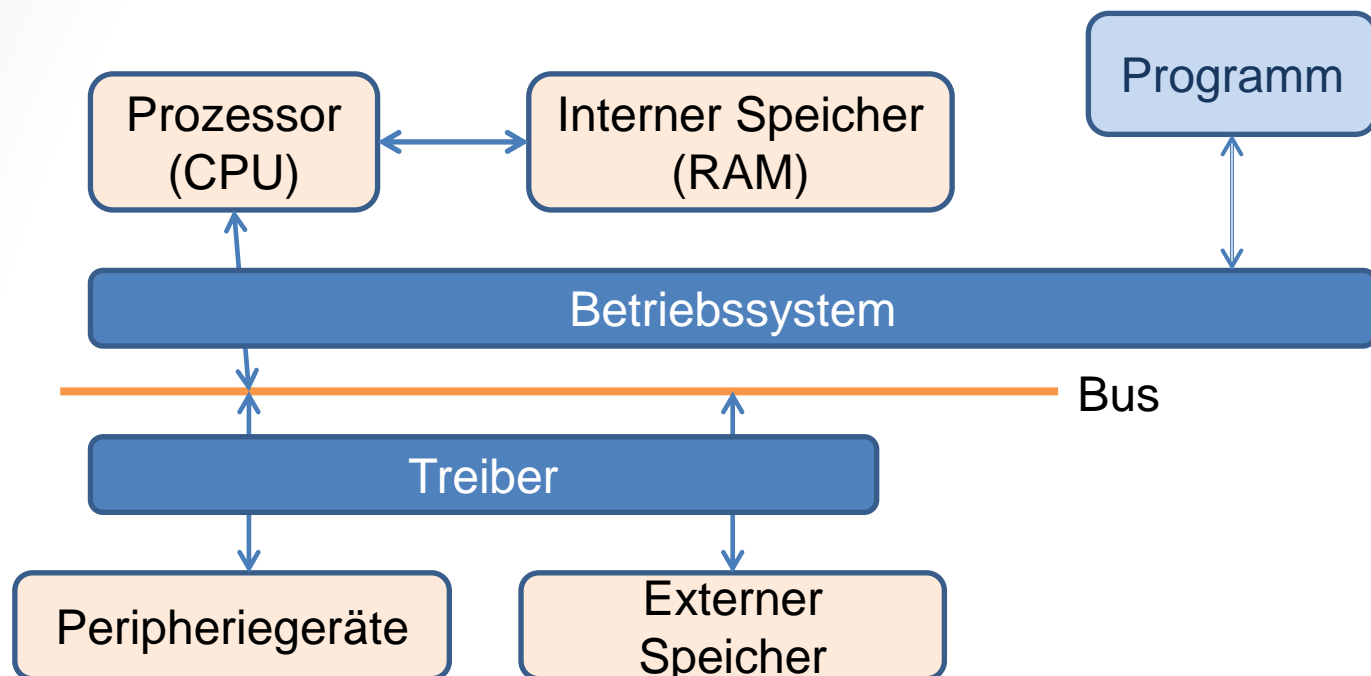 Programm
Prozessor
(CPU)
Interner Speicher
(RAM)
Betriebssystem
Bus
Treiber
Peripheriegeräte
Externer
Speicher